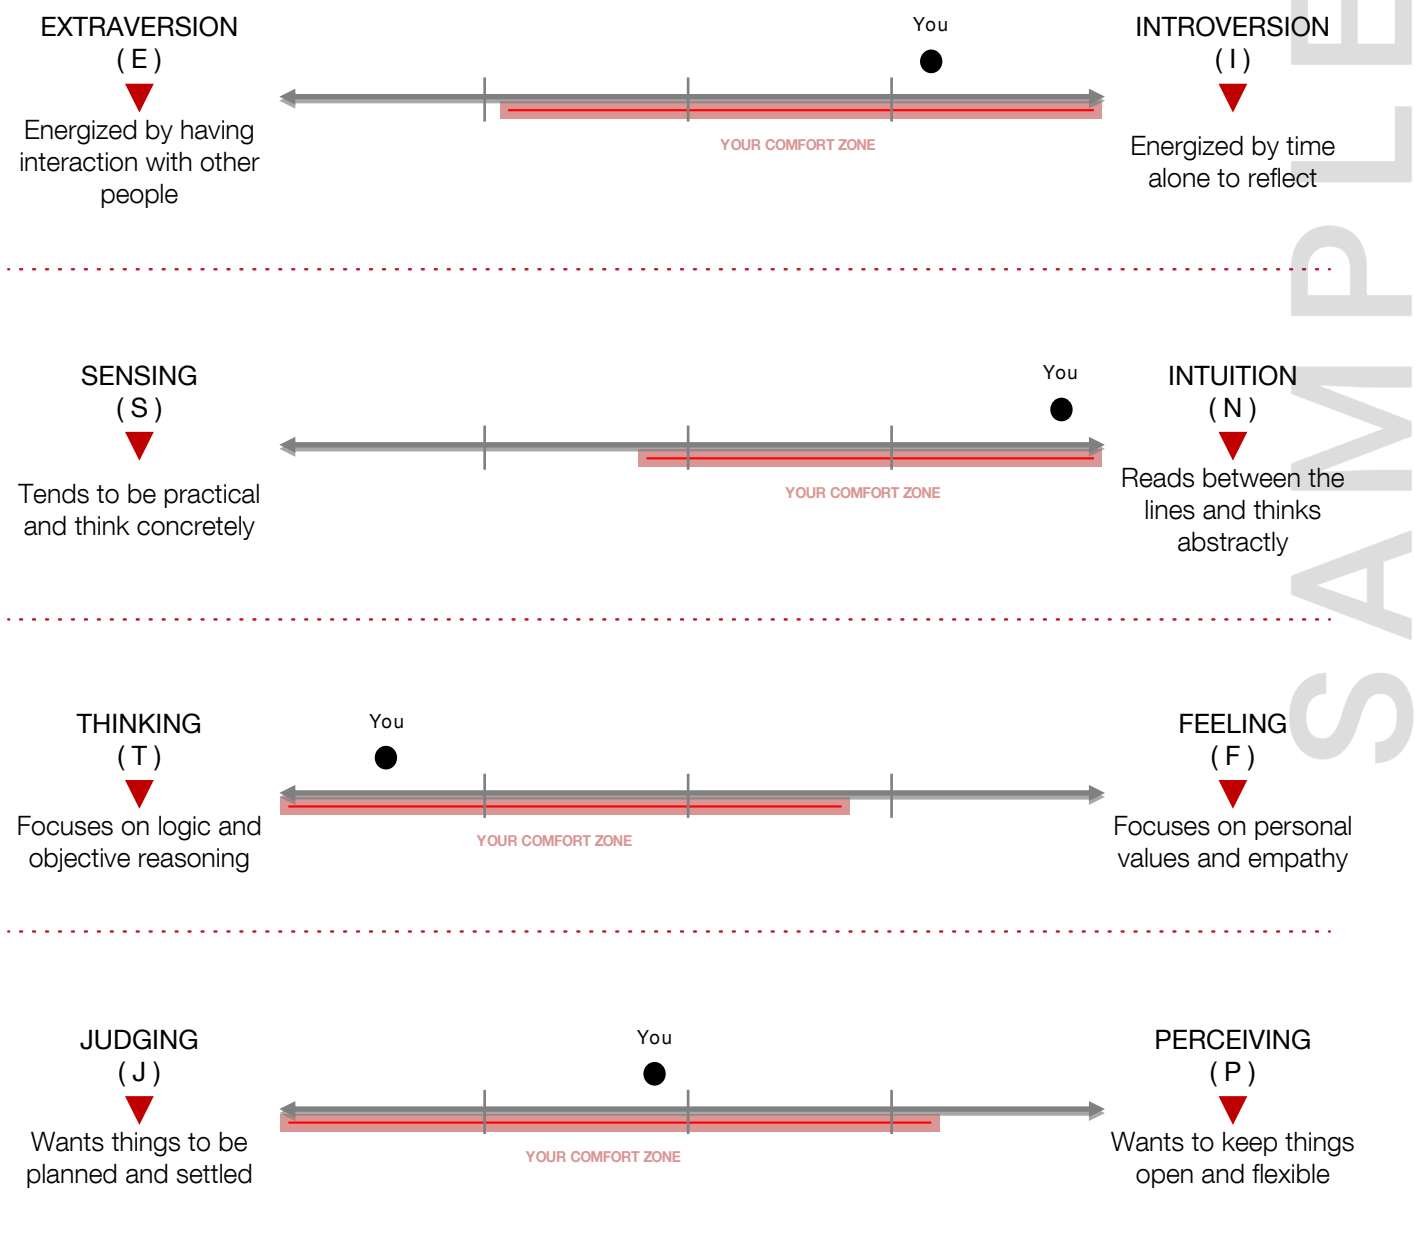 EXTRAVERSION
( E )
Energized by having
interaction with other
people
You
YOUR COMFORT ZONE
INTROVERSION
( I )
Energized by time
alone to reflect
SENSING
( S )
Tends to be practical
and think concretely
You
YOUR COMFORT ZONE
INTUITION
( N )
Reads between the
lines and thinks
abstractly
THINKING
( T )
Focuses on logic and
objective reasoning
You
YOUR COMFORT ZONE
FEELING
( F )
Focuses on personal
values and empathy
JUDGING
( J )
Wants things to be
planned and settled
You
YOUR COMFORT ZONE
PERCEIVING
( P )
Wants to keep things
open and flexible
SAMPLE